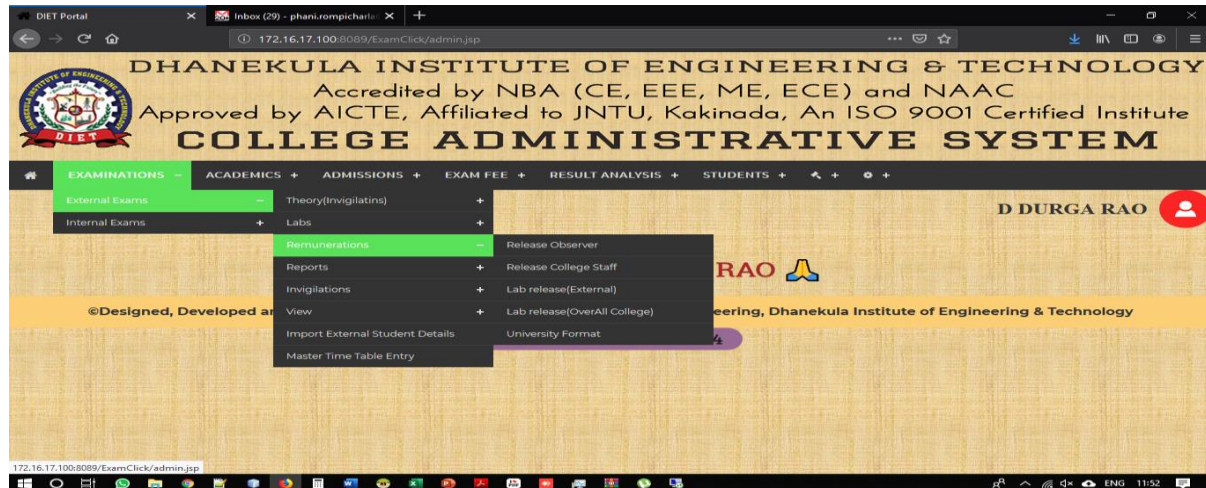 DIET Portal
Inbox (29) - phani.rompicharla
172.16.17.100:8089/ExamClick/admin.jsp
DHANEKULA INSTITUTE OF ENGINEERING & TECHNOLOGY
Accredited by NBA (CE, EEE, ME, ECE) and NAAC
Approved by AICTE, Affiliated to JNTU, Kakinada, An ISO 9001 Certified Institute
COLLEGE ADMINISTRATIVE SYSTEM
DIET
EXAMINATIONS − ACADEMICS + ADMISSIONS + EXAM FEE + RESULT ANALYSIS + STUDENTS + + +
External Exams −
Internal Exams +
Theory(Invigilatins) +
Labs +
Remunerations −
Reports +
Invigilations +
View +
Import External Student Details
Master Time Table Entry
Release Observer
Release College Staff
Lab release(External)
Lab release(OverAll College)
University Format
D DURGA RAO
RAO
©Designed, Developed ar
eering, Dhanekula Institute of Engineering & Technology
4
172.16.17.100:8089/ExamClick/admin.jsp
ENG 11:52